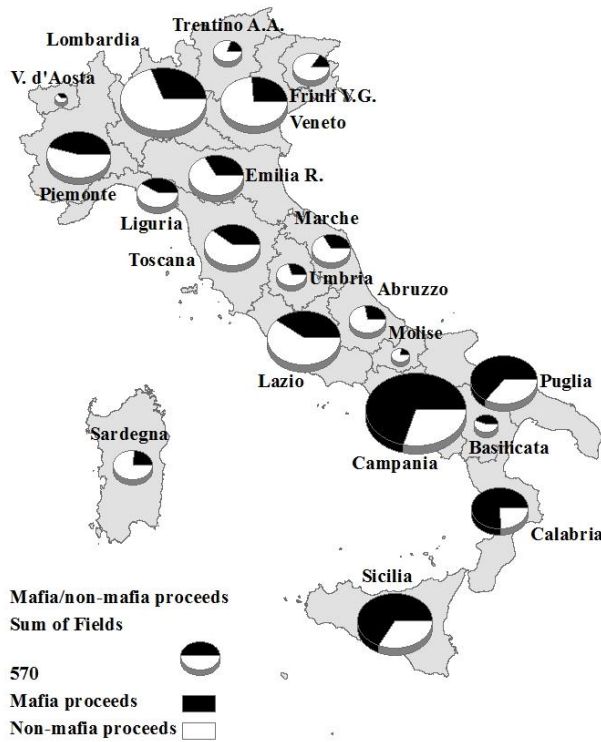 Trentino A.A.
Lombardia
V. d'Aosta
Friuli V.G.
Veneto
Piemonte
Emilia R.
Liguria
Marche
Toscana
Umbria
Abruzzo
Molise
Lazio
Puglia
Sardegna
Campania
Basilicata
Calabria
Sicilia
Mafia/non-mafia proceeds
Sum of Fields
570
Mafia proceeds
Non-mafia proceeds